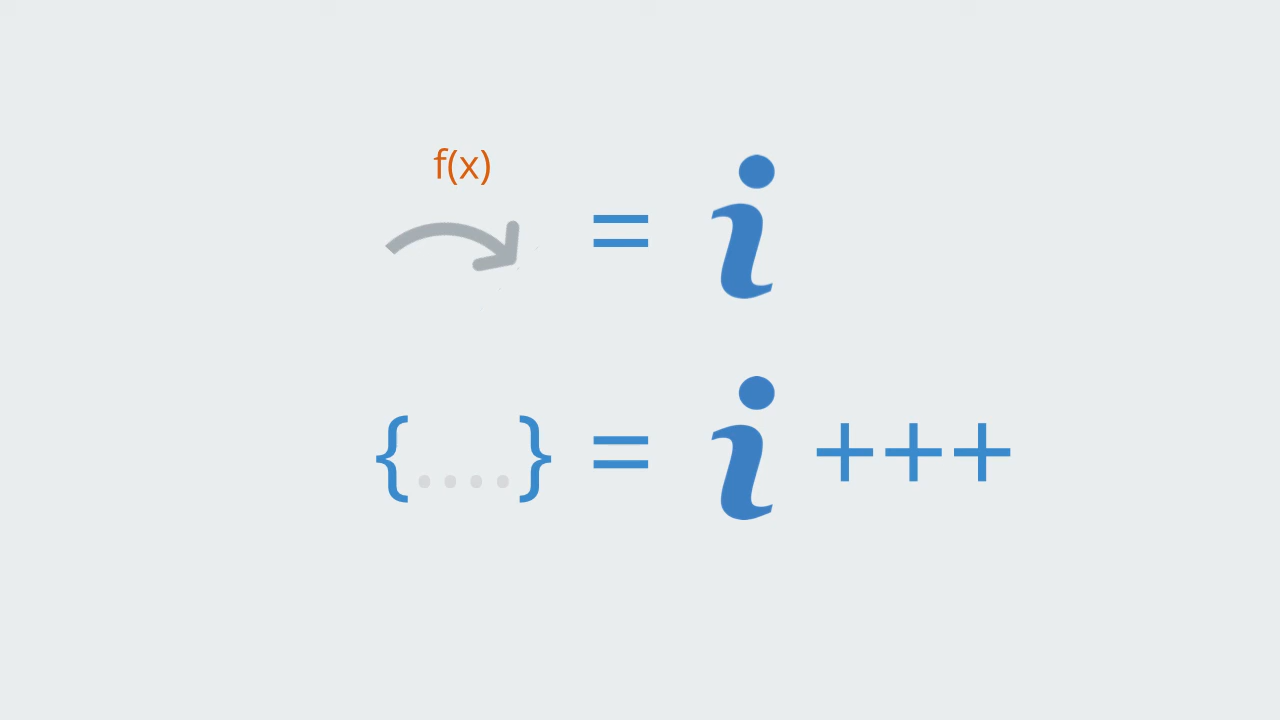 f(x)
= i
{....} = i +++